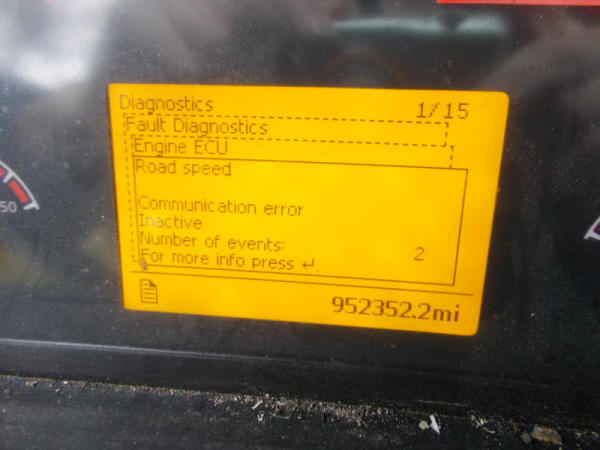 Diagnostics 1/15
Fault Diagnostics
Engine ECU
Road speed
Communication error
Inactive
Number of events: 2
For more info press ↵.
952352.2mi
50